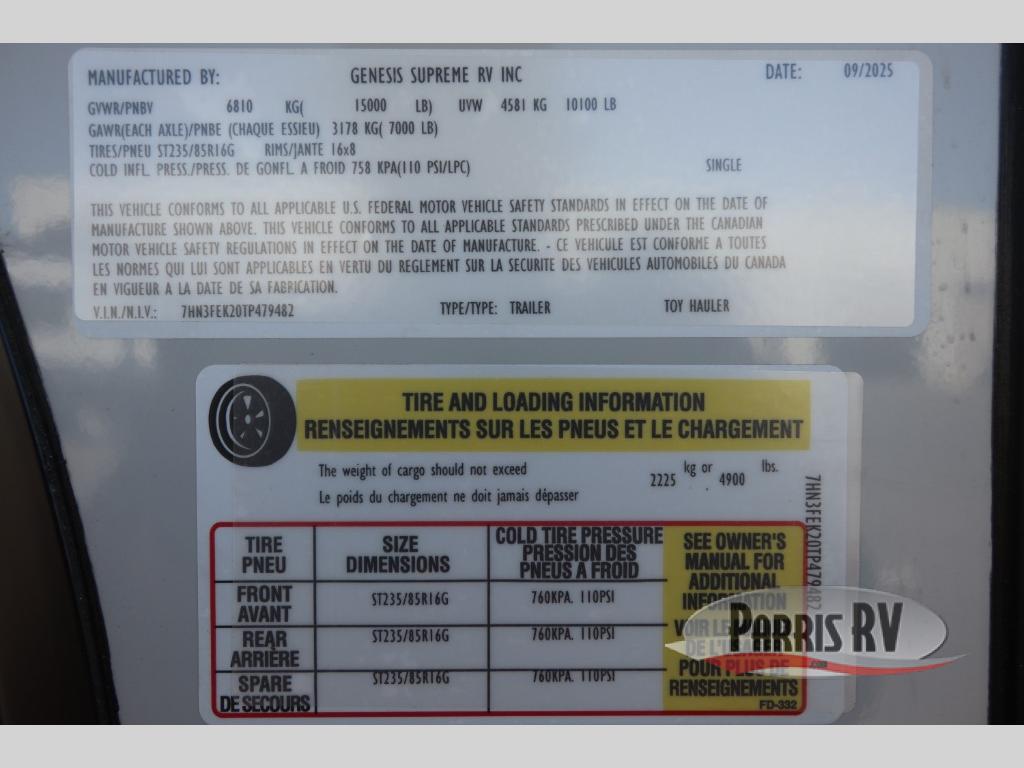 MANUFACTURED BY: GENESIS SUPREME RV INC DATE: 09/2025
GVWR/PNBV 6810 KG( 15000 LB) UVW 4581 KG 10100 LB
GAWR(EACH AXLE)/PNBE (CHAQUE ESSIEU) 3178 KG( 7000 LB)
TIRES/PNEU ST235/85R16G RIMS/JANTE 16x8
COLD INFL. PRESS./PRESS. DE GONFL. A FROID 758 KPA(110 PSI/LPC) SINGLE
THIS VEHICLE CONFORMS TO ALL APPLICABLE U.S. FEDERAL MOTOR VEHICLE SAFETY STANDARDS IN EFFECT ON THE DATE OF
MANUFACTURE SHOWN ABOVE. THIS VEHICLE CONFORMS TO ALL APPLICABLE STANDARDS PRESCRIBED UNDER THE CANADIAN
MOTOR VEHICLE SAFETY REGULATIONS IN EFFECT ON THE DATE OF MANUFACTURE. - CE VEHICULE EST CONFORME A TOUTES
LES NORMES QUI LUI SONT APPLICABLES EN VERTU DU REGLEMENT SUR LA SECURITE DES VEHICULES AUTOMOBILES DU CANADA
EN VIGUEUR A LA DATE DE SA FABRICATION.
V.I.N./N.I.V.: 7HN3FEK20TP479482 TYPE/TYPE: TRAILER TOY HAULER
TIRE AND LOADING INFORMATION
RENSEIGNEMENTS SUR LES PNEUS ET LE CHARGEMENT
The weight of cargo should not exceed
Le poids du chargement ne doit jamais dépasser
2225 kg or 4900 lbs.
7HN3FEK20TP479482
TIRE
PNEU
SIZE
DIMENSIONS
COLD TIRE PRESSURE
PRESSION DES
PNEUS A FROID
SEE OWNER'S
MANUAL FOR
ADDITIONAL
INFORMATION
VOIR LE
DE L'
POUR PLUS DE
RENSEIGNEMENTS
FD-332
FRONT
AVANT
ST235/85R16G 760KPA. 110PSI
REAR
ARRIÈRE
ST235/85R16G 760KPA. 110PSI
SPARE
DE SECOURS
ST235/85R16G 760KPA. 110PSI
PARRIS RV
.com